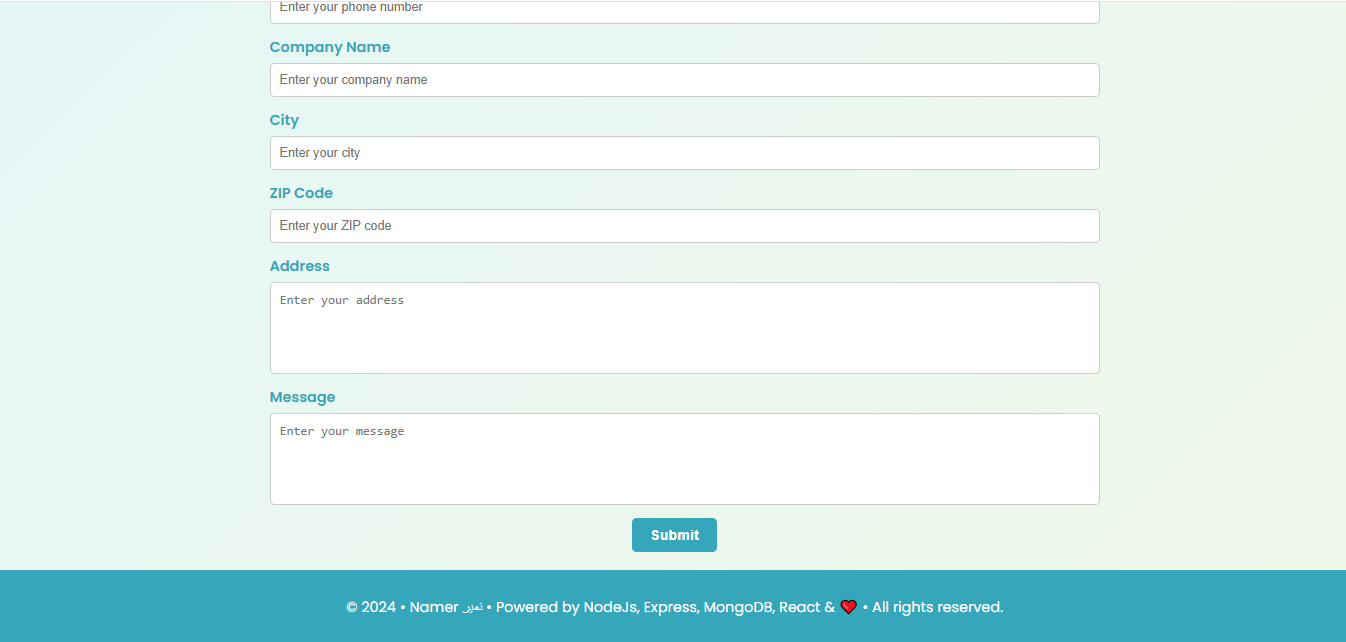 Enter your phone number
Company Name
Enter your company name
City
Enter your city
ZIP Code
Enter your ZIP code
Address
Enter your address
Message
Enter your message
Submit
© 2024 • Namer نمیر • Powered by NodeJs, Express, MongoDB, React & ❤️ • All rights reserved.